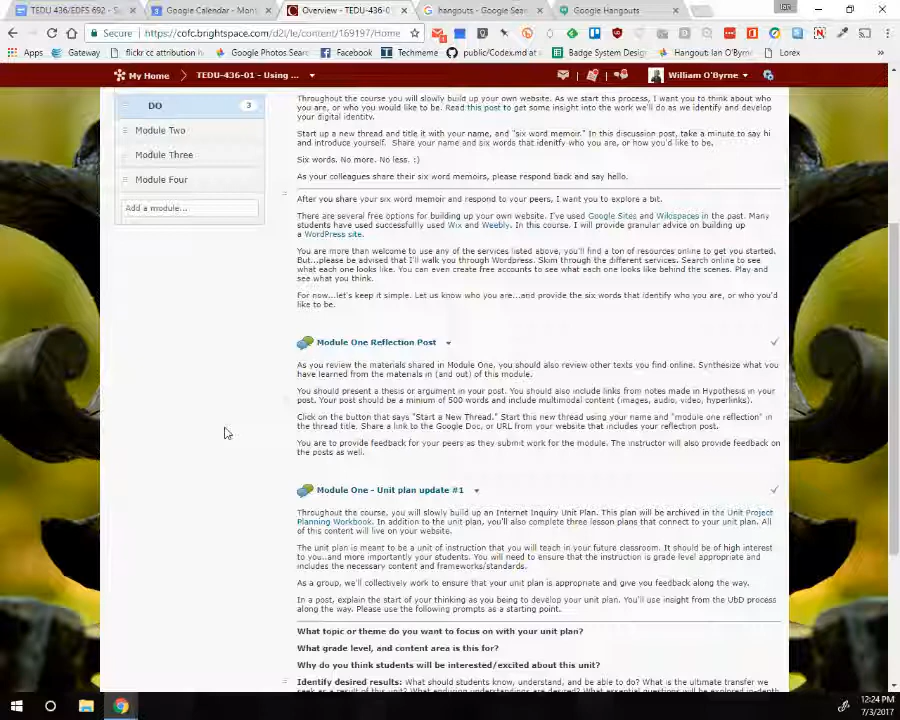 TEDU 436/EDFS 692 -
Google Calendar - Mont
Overview - TEDU-436-0
hangouts - Google Sear
Google Hangouts
Secure
https://cofc.brightspace.com/d2l/le/content/169197/Home
Apps
Gateway
flickr cc attribution
Google Photos Sear
Facebook
Techmeme
public/Codex.md at
Badge System Desig
Hangout: Ian O'Byrne
Lorex
My Home
TEDU-436-01 - Using ...
William O'Byrne
DO
3
Module Two
Module Three
Module Four
Add a module...
Throughout the course you will slowly build up your own website. As we start this process, I want you to think about who
you are, or who you would like to be. Read this post to get some insight into the work we'll do as we identify and develop
your digital identity.
Start up a new thread and title it with your name, and "six word memoir." In this discussion post, take a minute to say hi
and introduce yourself. Share your name and six words that idenitfy who you are, or how you'd like to be.
Six words. No more. No less. :)
As your colleagues share their six word memoirs, please respond back and say hello.
After you share your six word memoir and respond to your peers, I want you to explore a bit.
There are several free options for building up your own website. I've used Google Sites and Wikispaces in the past. Many
students have used successfullly used Wix and Weebly. In this course. I will provide granular advice on building up
a WordPress site.
You are more than welcome to use any of the services listed above, you'll find a ton of resources online to get you started.
But...please be advised that I'll walk you through Wordpress. Skim through the different services. Search online to see
what each one looks like. You can even create free accounts to see what each one looks like behind the scenes. Play and
see what you think.
For now...let's keep it simple. Let us know who you are...and provide the six words that identify who you are, or who you'd
like to be.
Module One Reflection Post
As you review the materials shared in Module One, you should also review other texts you find online. Synthesize what you
have learned from the materials in (and out) of this module.
You should present a thesis or argument in your post. You should also include links from notes made in Hypothesis in your
post. Your post should be a minium of 500 words and include multimodal content (images, audio, video, hyperlinks).
Click on the button that says "Start a New Thread." Start this new thread using your name and "module one reflection" in
the thread title. Share a link to the Google Doc, or URL from your website that includes your reflection post.
You are to provide feedback for your peers as they submit work for the module. The instructor will also provide feedback on
the posts as well.
Module One - Unit plan update #1
Throughout the course, you will slowly build up an Internet Inquiry Unit Plan. This plan will be archived in the Unit Project
Planning Workbook. In addition to the unit plan, you'll also complete three lesson plans that connect to your unit plan. All
of this content will live on your website.
The unit plan is meant to be a unit of instruction that you will teach in your future classroom. It should be of high interest
to you...and more importantly your students. You will need to ensure that the instruction is grade level appropriate and
includes the necessary content and frameworks/standards.
As a group, we'll collectively work to ensure that your unit plan is appropriate and give you feedback along the way.
In a post, explain the start of your thinking as you being to develop your unit plan. You'll use insight from the UbD process
along the way. Please use the following prompts as a starting point.
What topic or theme do you want to focus on with your unit plan?
What grade level, and content area is this for?
Why do you think students will be interested/excited about this unit?
Identify desired results: What should students know, understand, and be able to do? What is the ultimate transfer we
seek as a result of this unit? What enduring understandings are desired? What essential questions will be explored in-depth
12:24 PM
7/3/2017